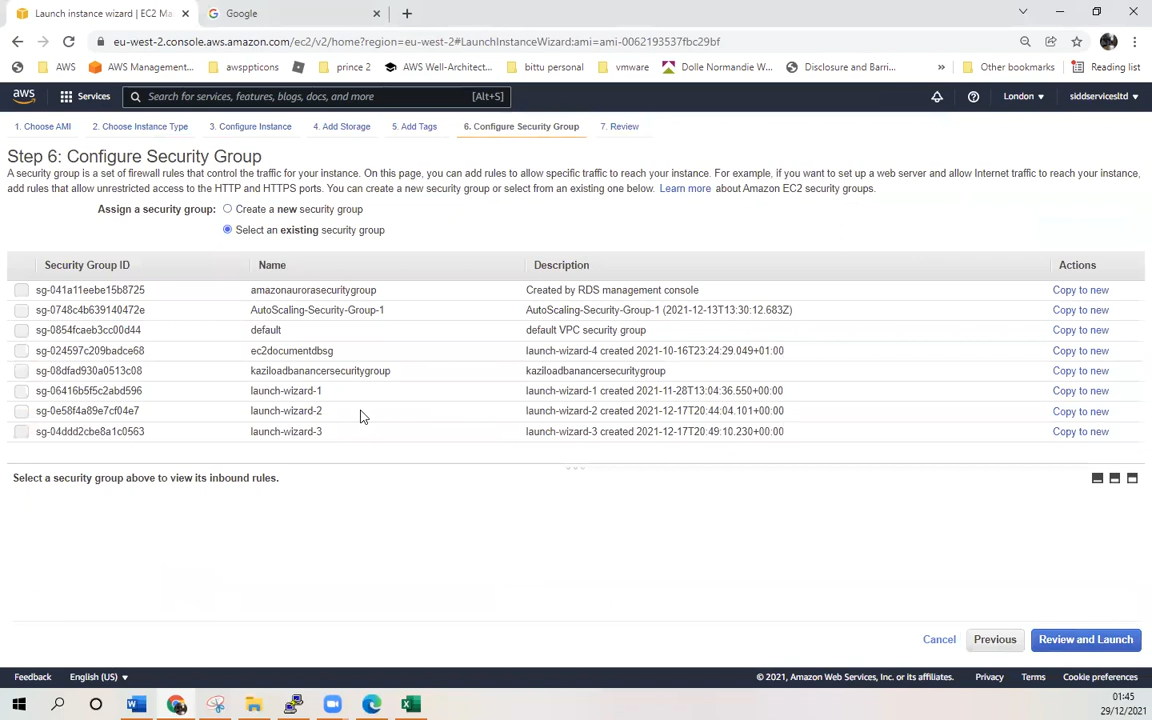 Launch instance wizard | EC2 Ma
Google
eu-west-2.console.aws.amazon.com/ec2/v2/home?region=eu-west-2#LaunchInstanceWizard:ami=ami-0062193537fbc29bf
AWS
AWS Management...
awsppticons
prince 2
AWS Well-Architect...
bittu personal
vmware
Dolle Normandie W...
Disclosure and Barri...
»
Other bookmarks
Reading list
aws
Services
Search for services, features, blogs, docs, and more
[Alt+S]
London
siddservicesltd
1. Choose AMI
2. Choose Instance Type
3. Configure Instance
4. Add Storage
5. Add Tags
6. Configure Security Group
7. Review
Step 6: Configure Security Group
A security group is a set of firewall rules that control the traffic for your instance. On this page, you can add rules to allow specific traffic to reach your instance. For example, if you want to set up a web server and allow Internet traffic to reach your instance,
add rules that allow unrestricted access to the HTTP and HTTPS ports. You can create a new security group or select from an existing one below. Learn more about Amazon EC2 security groups.
Assign a security group: Create a new security group
Select an existing security group
Security Group ID Name Description Actions
sg-041a11eebe15b8725 amazonaurorasecuritygroup Created by RDS management console Copy to new
sg-0748c4b639140472e AutoScaling-Security-Group-1 AutoScaling-Security-Group-1 (2021-12-13T13:30:12.683Z) Copy to new
sg-0854fcaeb3cc00d44 default default VPC security group Copy to new
sg-024597c209badce68 ec2documentdbsg launch-wizard-4 created 2021-10-16T23:24:29.049+01:00 Copy to new
sg-08dfad930a0513c08 kaziloadbanancersecuritygroup kaziloadbanancersecuritygroup Copy to new
sg-06416b5f5c2abd596 launch-wizard-1 launch-wizard-1 created 2021-11-28T13:04:36.550+00:00 Copy to new
sg-0e58f4a89e7cf04e7 launch-wizard-2 launch-wizard-2 created 2021-12-17T20:44:04.101+00:00 Copy to new
sg-04ddd2cbe8a1c0563 launch-wizard-3 launch-wizard-3 created 2021-12-17T20:49:10.230+00:00 Copy to new
Select a security group above to view its inbound rules.
Cancel
Previous
Review and Launch
Feedback
English (US)
© 2021, Amazon Web Services, Inc. or its affiliates.
Privacy
Terms
Cookie preferences
01:45
29/12/2021